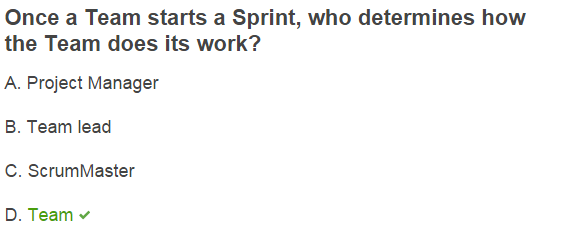 Once a Team starts a Sprint, who determines how
the Team does its work?
A. Project Manager
B. Team lead
C. ScrumMaster
D. Team ✔